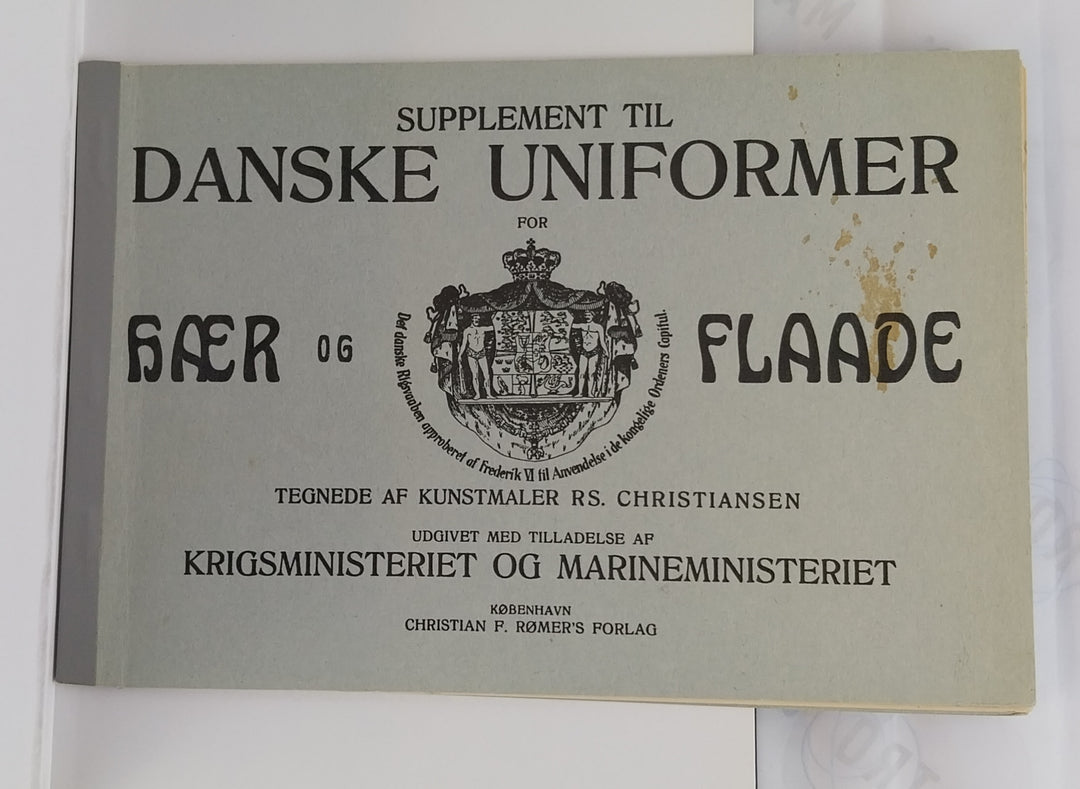 SUPPLEMENT TIL
DANSKE UNIFORMER
FOR
HÆR OG FLAADE
Det danske Rigsvaaben approberet af Frederik VI til Anvendelse i de kongelige Ordeners Capitul.
TEGNEDE AF KUNSTMALER RS. CHRISTIANSEN
UDGIVET MED TILLADELSE AF
KRIGSMINISTERIET OG MARINEMINISTERIET
KØBENHAVN
CHRISTIAN F. RØMER'S FORLAG